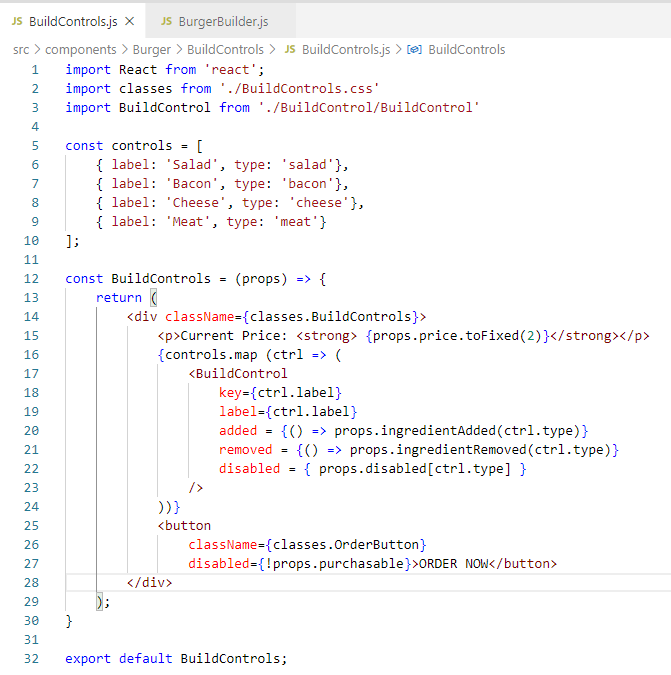 JS BuildControls.js × JS BurgerBuilder.js
src > components > Burger > BuildControls > JS BuildControls.js > BuildControls
1 import React from 'react';
2 import classes from './BuildControls.css'
3 import BuildControl from './BuildControl/BuildControl'
4
5 const controls = [
6     { label: 'Salad', type: 'salad'},
7     { label: 'Bacon', type: 'bacon'},
8     { label: 'Cheese', type: 'cheese'},
9     { label: 'Meat', type: 'meat'}
10 ];
11
12 const BuildControls = (props) => {
13     return (
14         <div className={classes.BuildControls}>
15             <p>Current Price: <strong> {props.price.toFixed(2)}</strong></p>
16             {controls.map (ctrl => (
17                 <BuildControl
18                     key={ctrl.label}
19                     label={ctrl.label}
20                     added = {() => props.ingredientAdded(ctrl.type)}
21                     removed = {() => props.ingredientRemoved(ctrl.type)}
22                     disabled = { props.disabled[ctrl.type] }
23                 />
24             ))}
25             <button
26                 className={classes.OrderButton}
27                 disabled={!props.purchasable}>ORDER NOW</button>
28         </div>
29     );
30 }
31
32 export default BuildControls;